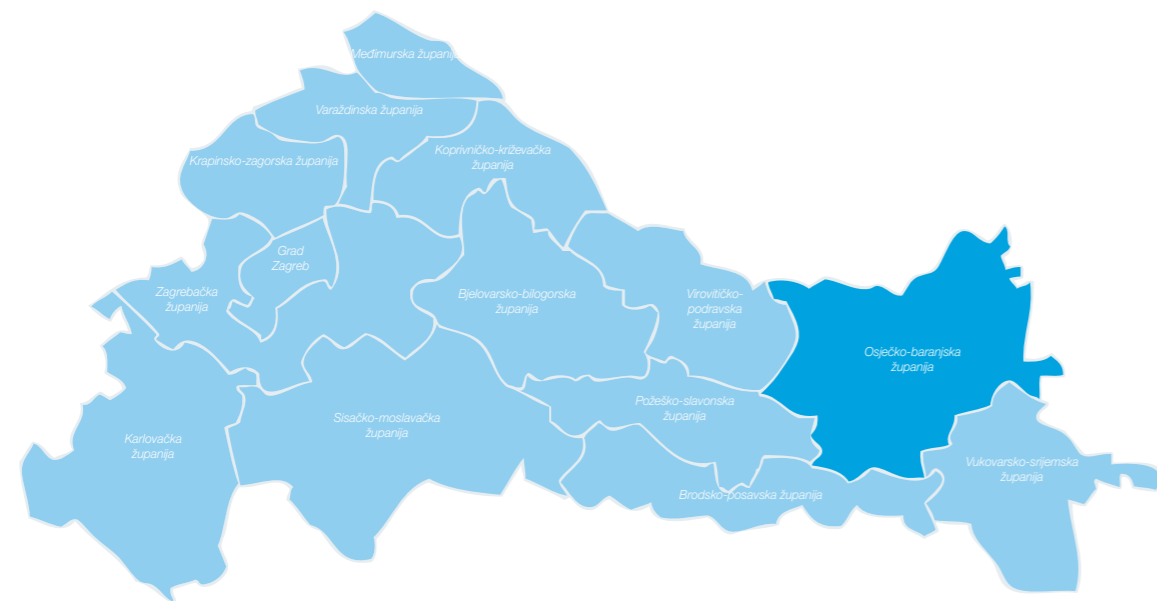 Međimurska županija
Varaždinska županija
Krapinsko-zagorska županija
Koprivničko-križevačka
županija
Grad
Zagreb
Zagrebačka
županija
Bjelovarsko-bilogorska
županija
Virovitičko-
podravska
županija
Osječko-baranjska
županija
Požeško-slavonska
županija
Sisačko-moslavačka
županija
Karlovačka
županija
Vukovarsko-srijemska
županija
Brodsko-posavska županija